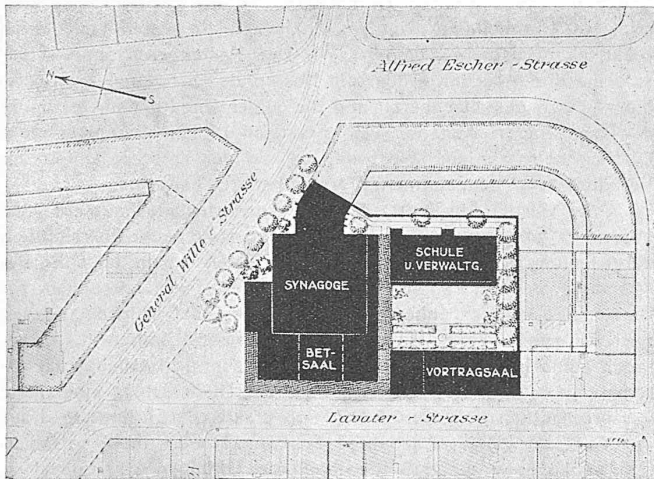 Alfred Escher - Strasse
N
S
General Wille - Strasse
SCHULE
U. VERWALTG.
SYNAGOGE
BET-
SAAL
VORTRAGSAAL
Lavater - Strasse